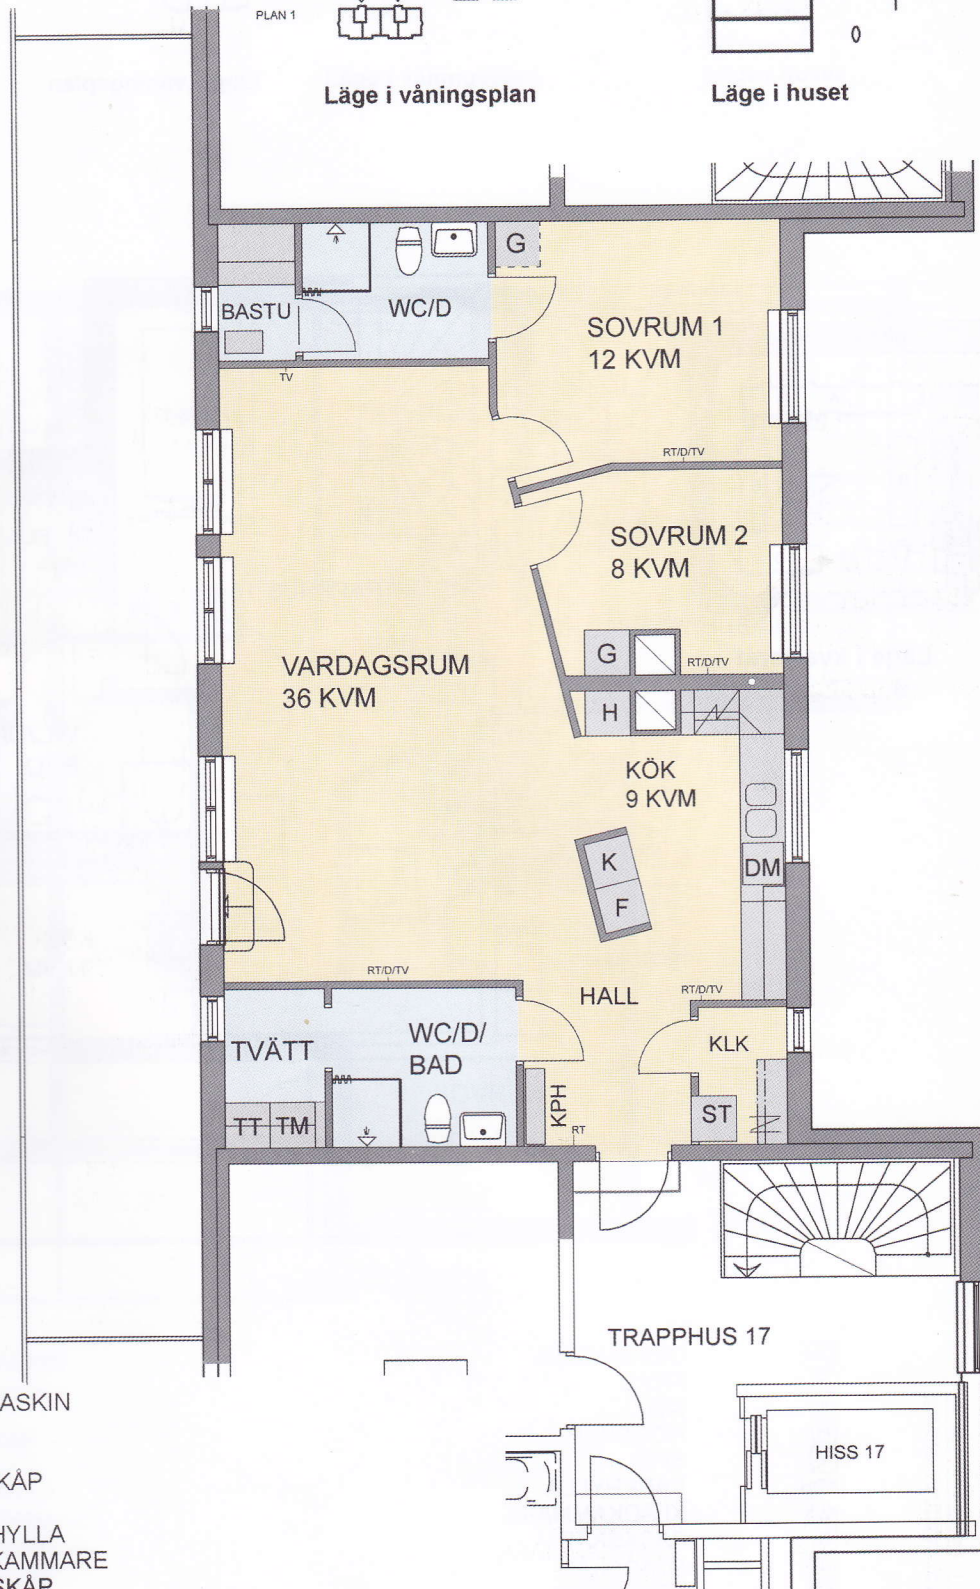 PLAN 1
0
Läge i våningsplan
Läge i huset
G
BASTU
WC/D
SOVRUM 1
12 KVM
TV
RT/D/TV
SOVRUM 2
8 KVM
G
RT/D/TV
VARDAGSRUM
36 KVM
H
KÖK
9 KVM
K
F
DM
RT/D/TV
HALL
RT/D/TV
TVÄTT
WC/D/
BAD
KLK
KPH
ST
TT
TM
RT
TRAPPHUS 17
HISS 17
ASKIN
KÅP
HYLLA
KAMMARE
SKÅP